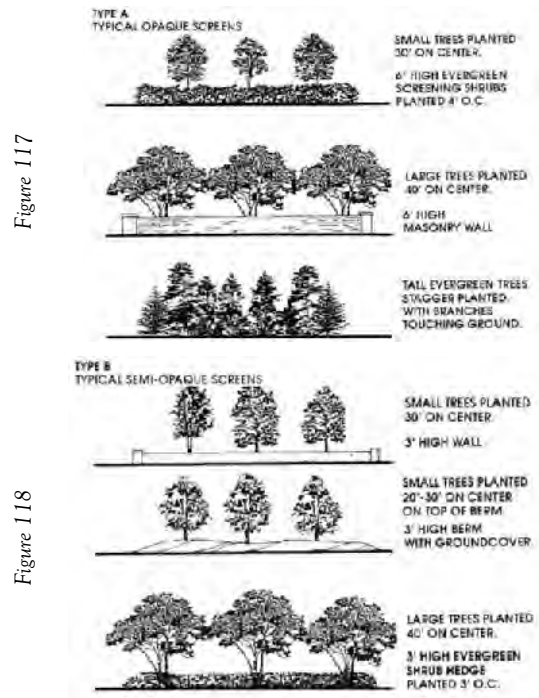 TYPE A
TYPICAL OPAQUE SCREENS
SMALL TREES PLANTED
30' ON CENTER.
6' HIGH EVERGREEN
SCREENING SHRUBS
PLANTED 4' O.C.
Figure 117
LARGE TREES PLANTED
40' ON CENTER.
6' HIGH
MASONRY WALL
TALL EVERGREEN TREES
STAGGER PLANTED
WITH BRANCHES
TOUCHING GROUND.
TYPE B
TYPICAL SEMI-OPAQUE SCREENS
SMALL TREES PLANTED
30' ON CENTER.
3' HIGH WALL
Figure 118
SMALL TREES PLANTED
20'-30' ON CENTER
ON TOP OF BERM.
3' HIGH BERM
WITH GROUNDCOVER.
LARGE TREES PLANTED
40' ON CENTER.
3' HIGH EVERGREEN
SHRUB HEDGE
PLANTED 3' O.C.